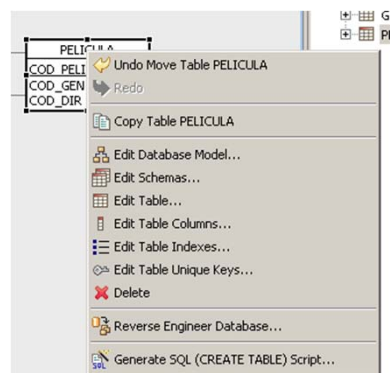 G
PELICULA
COD_PELI
COD_GEN
COD_DIR
Undo Move Table PELICULA
Redo
Copy Table PELICULA
Edit Database Model...
Edit Schemas...
Edit Table...
Edit Table Columns...
Edit Table Indexes...
Edit Table Unique Keys...
Delete
Reverse Engineer Database...
SQL Generate SQL (CREATE TABLE) Script...